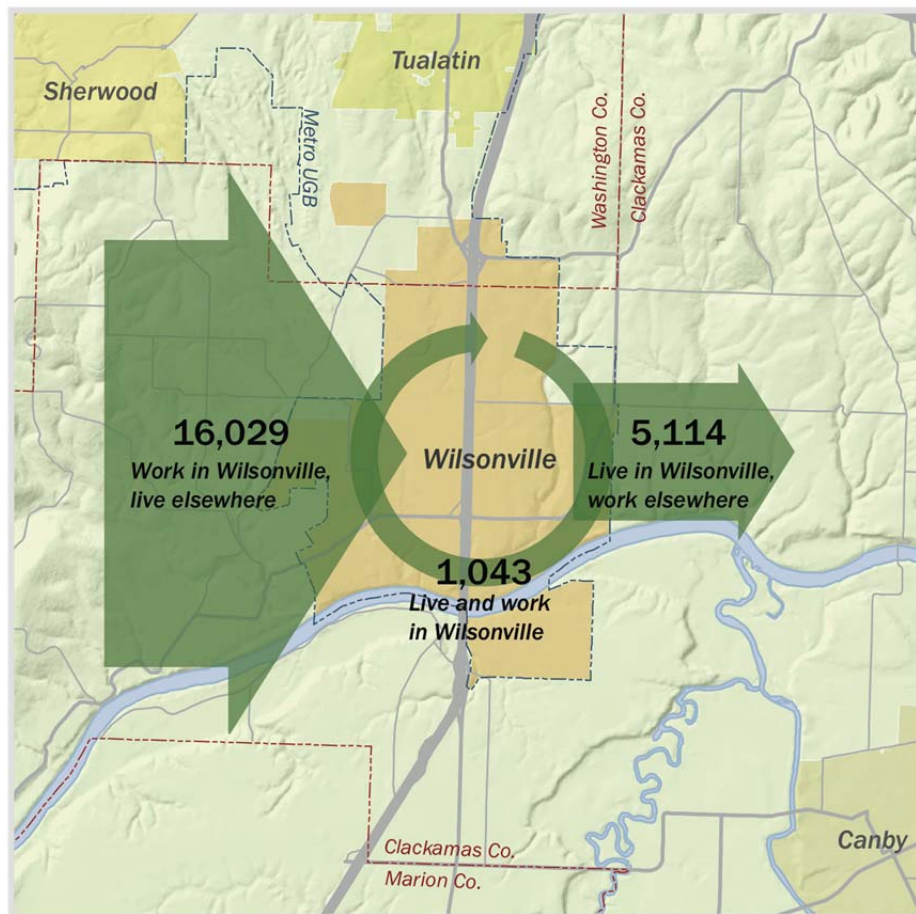 Tualatin
Sherwood
Metro UGB
Washington Co.
Clackamas Co.
16,029
Work in Wilsonville,
live elsewhere
Wilsonville
5,114
Live in Wilsonville,
work elsewhere
1,043
Live and work
in Wilsonville
Canby
Clackamas Co.
Marion Co.